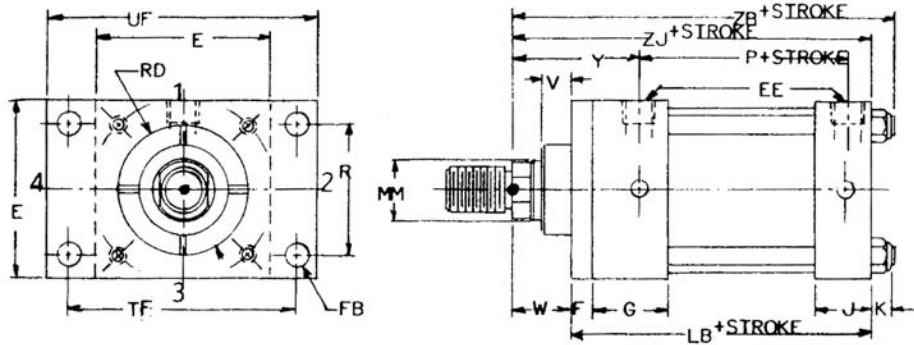 UF
E
RD
1
4
2
E
R
3
TF
FB
ZB +STROKE
ZJ +STROKE
Y
P+STROKE
V
EE
MM
W
F
G
J
K
LB +STROKE